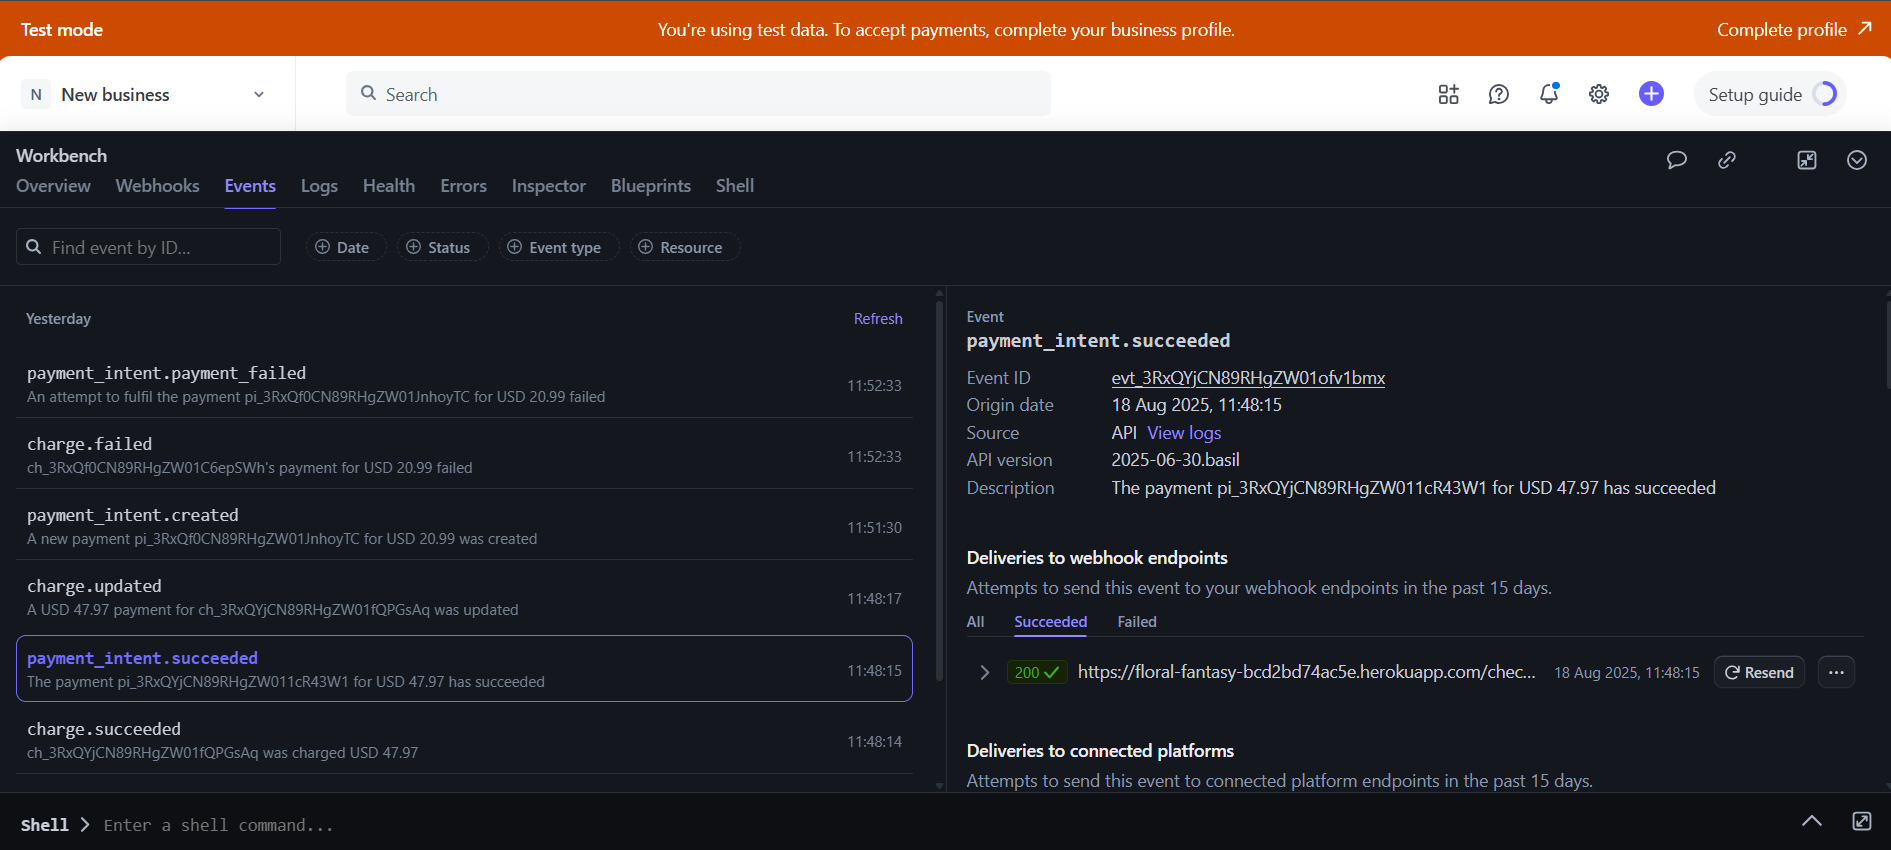 Test mode
You're using test data. To accept payments, complete your business profile.
Complete profile
N New business
Search
Setup guide
Workbench
Overview Webhooks Events Logs Health Errors Inspector Blueprints Shell
Find event by ID...
Date Status Event type Resource
Yesterday
Refresh
payment_intent.payment_failed
An attempt to fulfil the payment pi_3RxQf0CN89RHgZW01JnhoyTC for USD 20.99 failed
11:52:33
charge.failed
ch_3RxQf0CN89RHgZW01C6epSWh's payment for USD 20.99 failed
11:52:33
payment_intent.created
A new payment pi_3RxQf0CN89RHgZW01JnhoyTC for USD 20.99 was created
11:51:30
charge.updated
A USD 47.97 payment for ch_3RxQYjCN89RHgZW01fQPGsAq was updated
11:48:17
payment_intent.succeeded
The payment pi_3RxQYjCN89RHgZW011cR43W1 for USD 47.97 has succeeded
11:48:15
charge.succeeded
ch_3RxQYjCN89RHgZW01fQPGsAq was charged USD 47.97
11:48:14
Event
payment_intent.succeeded
Event ID evt_3RxQYjCN89RHgZW01ofv1bmx
Origin date 18 Aug 2025, 11:48:15
Source API View logs
API version 2025-06-30.basil
Description The payment pi_3RxQYjCN89RHgZW011cR43W1 for USD 47.97 has succeeded
Deliveries to webhook endpoints
Attempts to send this event to your webhook endpoints in the past 15 days.
All Succeeded Failed
200 https://floral-fantasy-bcd2bd74ac5e.herokuapp.com/chec... 18 Aug 2025, 11:48:15 Resend
Deliveries to connected platforms
Attempts to send this event to connected platform endpoints in the past 15 days.
Shell Enter a shell command...